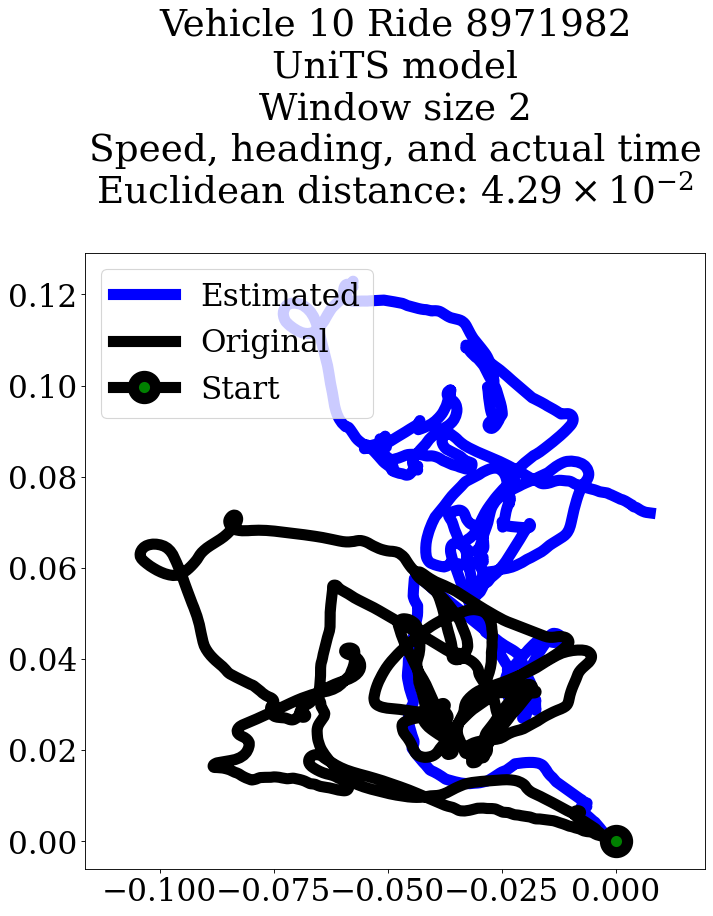 Vehicle 10 Ride 8971982
UniTS model
Window size 2
Speed, heading, and actual time
Euclidean distance: 4.29 × 10⁻²
Estimated
Original
Start
0.12
0.10
0.08
0.06
0.04
0.02
0.00
−0.100 −0.075 −0.050 −0.025 0.000